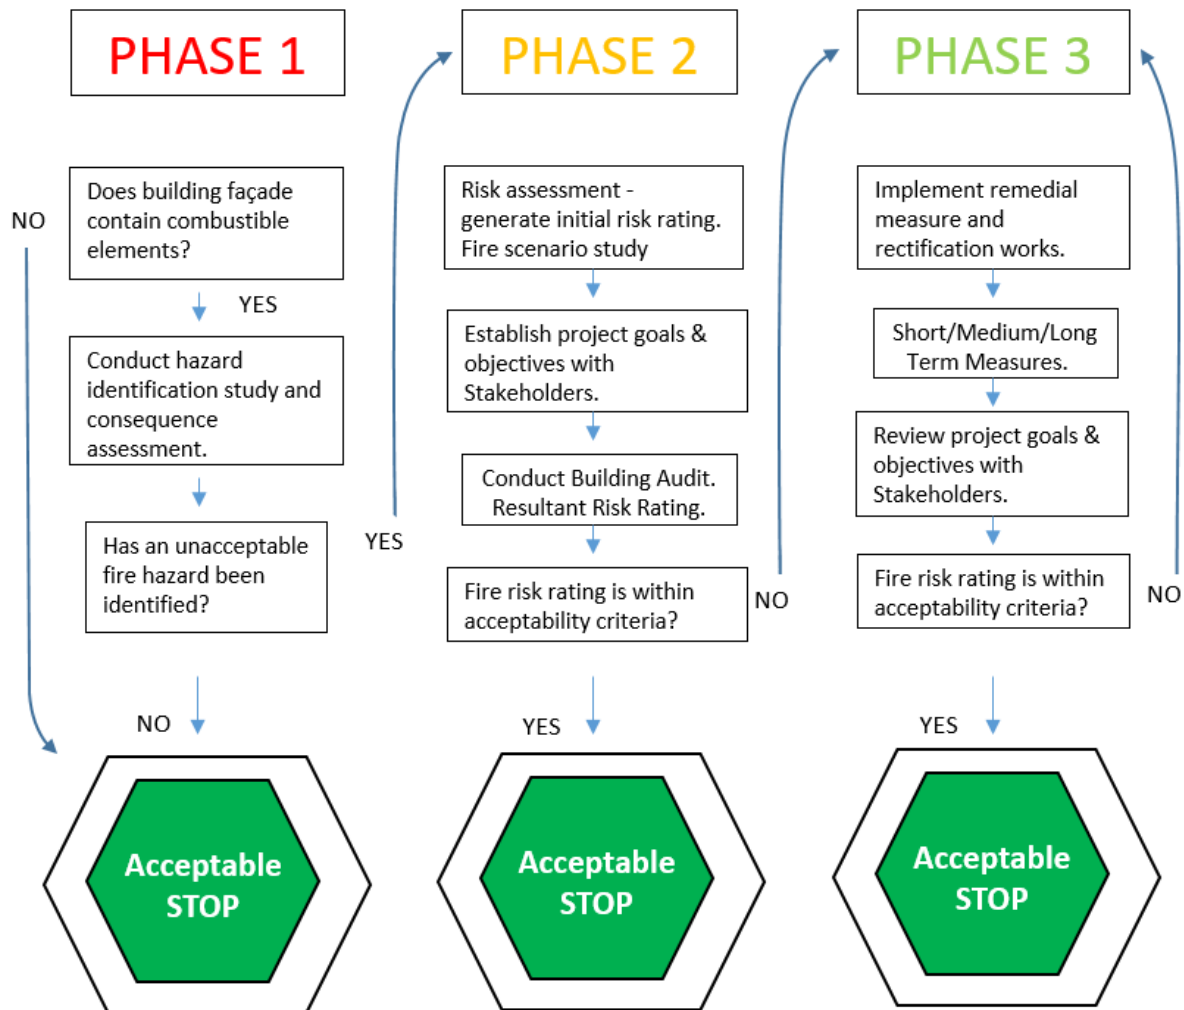 PHASE 1
Does building façade
contain combustible
elements?
NO
YES
Conduct hazard
identification study and
consequence
assessment.
Has an unacceptable
fire hazard been
identified?
YES
NO
Acceptable
STOP
PHASE 2
Risk assessment -
generate initial risk rating.
Fire scenario study
Establish project goals &
objectives with
Stakeholders.
Conduct Building Audit.
Resultant Risk Rating.
Fire risk rating is within
acceptability criteria?
NO
YES
Acceptable
STOP
PHASE 3
Implement remedial
measure and
rectification works.
Short/Medium/Long
Term Measures.
Review project goals &
objectives with
Stakeholders.
Fire risk rating is within
acceptability criteria?
NO
YES
Acceptable
STOP